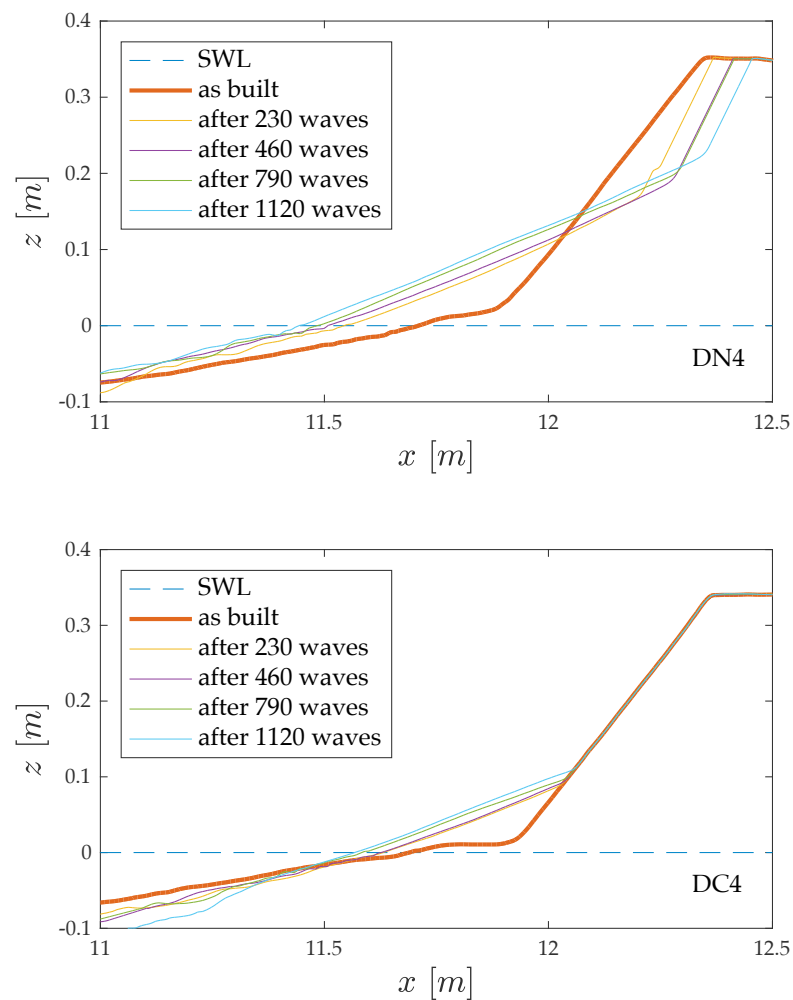 0.4
0.3
0.2
0.1
0
-0.1
z [m]
SWL
as built
after 230 waves
after 460 waves
after 790 waves
after 1120 waves
DN4
11
11.5
12
12.5
x [m]
0.4
0.3
0.2
0.1
0
-0.1
z [m]
SWL
as built
after 230 waves
after 460 waves
after 790 waves
after 1120 waves
DC4
11
11.5
12
12.5
x [m]